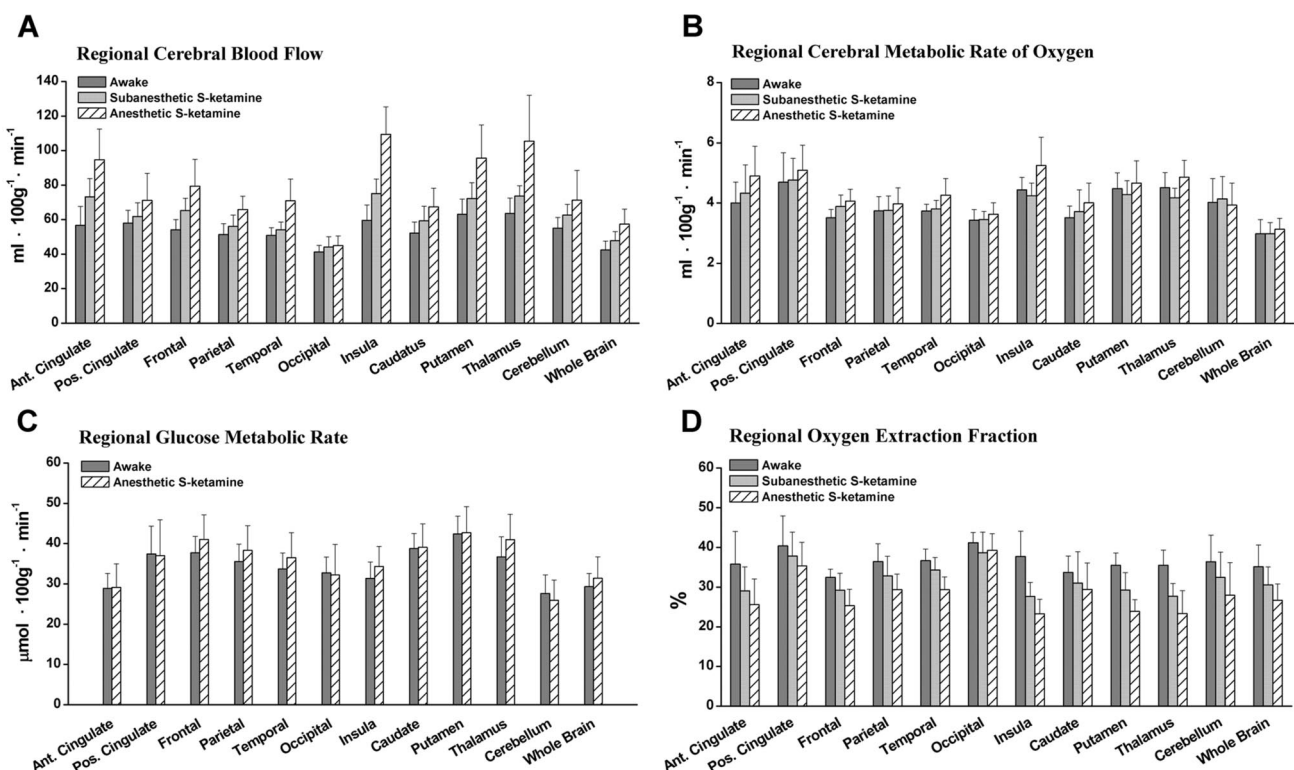 A
Regional Cerebral Blood Flow
Awake
Subanesthetic S-ketamine
Anesthetic S-ketamine
140
120
100
80
60
40
20
0
ml · 100g⁻¹ · min⁻¹
Ant. Cingulate
Pos. Cingulate
Frontal
Parietal
Temporal
Occipital
Insula
Caudatus
Putamen
Thalamus
Cerebellum
Whole Brain
B
Regional Cerebral Metabolic Rate of Oxygen
Awake
Subanesthetic S-ketamine
Anesthetic S-ketamine
8
6
4
2
0
ml · 100g⁻¹ · min⁻¹
Ant. Cingulate
Pos. Cingulate
Frontal
Parietal
Temporal
Occipital
Insula
Caudate
Putamen
Thalamus
Cerebellum
Whole Brain
C
Regional Glucose Metabolic Rate
Awake
Anesthetic S-ketamine
60
50
40
30
20
10
0
μmol · 100g⁻¹ · min⁻¹
Ant. Cingulate
Pos. Cingulate
Frontal
Parietal
Temporal
Occipital
Insula
Caudate
Putamen
Thalamus
Cerebellum
Whole Brain
D
Regional Oxygen Extraction Fraction
Awake
Subanesthetic S-ketamine
Anesthetic S-ketamine
60
50
40
30
20
10
0
%
Ant. Cingulate
Pos. Cingulate
Frontal
Parietal
Temporal
Occipital
Insula
Caudate
Putamen
Thalamus
Cerebellum
Whole Brain